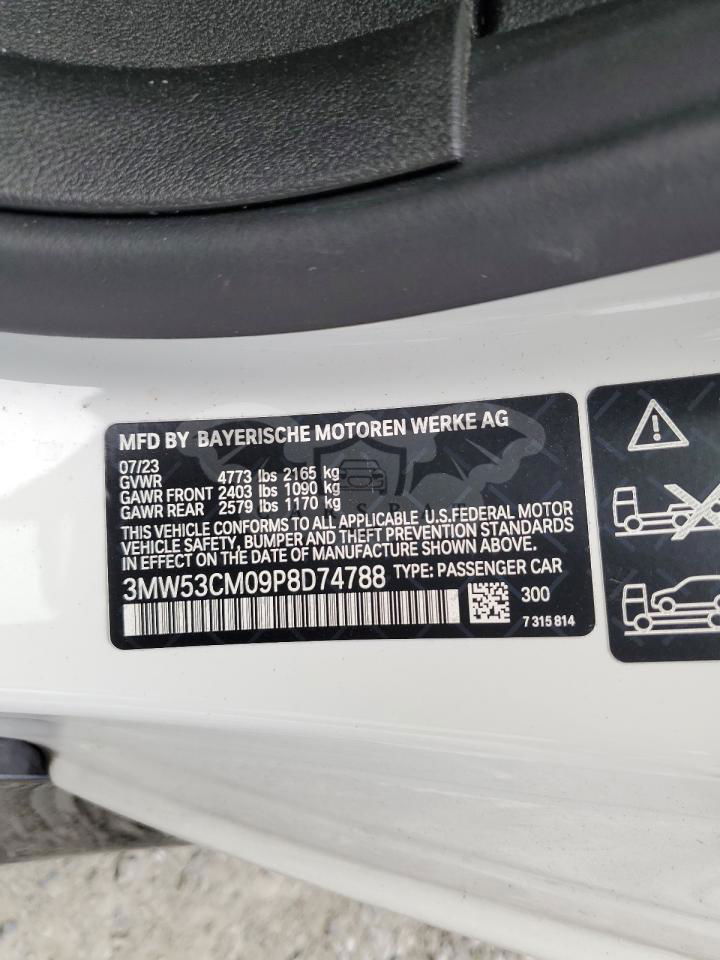 MFD BY BAYERISCHE MOTOREN WERKE AG
07/23
GVWR 4773 lbs 2165 kg
GAWR FRONT 2403 lbs 1090 kg
GAWR REAR 2579 lbs 1170 kg
THIS VEHICLE CONFORMS TO ALL APPLICABLE U.S.FEDERAL MOTOR
VEHICLE SAFETY, BUMPER AND THEFT PREVENTION STANDARDS
IN EFFECT ON THE DATE OF MANUFACTURE SHOWN ABOVE.
3MW53CM09P8D74788 TYPE: PASSENGER CAR
300
7 315 814